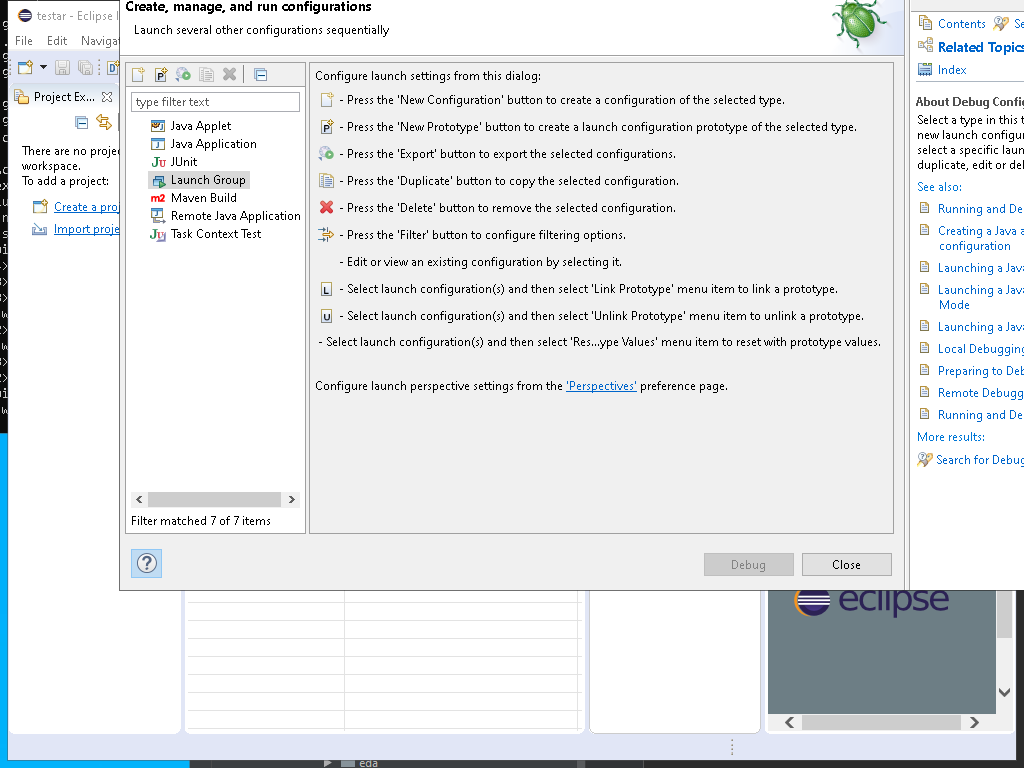 testar - Eclipse
File Edit Navigat
Project Ex...
There are no proje
workspace.
To add a project:
Create a proj
Import proje
Create, manage, and run configurations
Launch several other configurations sequentially
type filter text
Java Applet
Java Application
JUnit
Launch Group
Maven Build
Remote Java Application
Task Context Test
Filter matched 7 of 7 items
Configure launch settings from this dialog:
- Press the 'New Configuration' button to create a configuration of the selected type.
- Press the 'New Prototype' button to create a launch configuration prototype of the selected type.
- Press the 'Export' button to export the selected configurations.
- Press the 'Duplicate' button to copy the selected configuration.
- Press the 'Delete' button to remove the selected configuration.
- Press the 'Filter' button to configure filtering options.
- Edit or view an existing configuration by selecting it.
- Select launch configuration(s) and then select 'Link Prototype' menu item to link a prototype.
- Select launch configuration(s) and then select 'Unlink Prototype' menu item to unlink a prototype.
- Select launch configuration(s) and then select 'Res...ype Values' menu item to reset with prototype values.
Configure launch perspective settings from the 'Perspectives' preference page.
Debug Close
Contents Se
Related Topics
Index
About Debug Config
Select a type in this t
new launch configur
select a specific laun
duplicate, edit or del
See also:
Running and De
Creating a Java a
configuration
Launching a Java
Launching a Java
Mode
Launching a Java
Local Debugging
Preparing to Deb
Remote Debugg
Running and De
More results:
Search for Debug
eclipse
eda